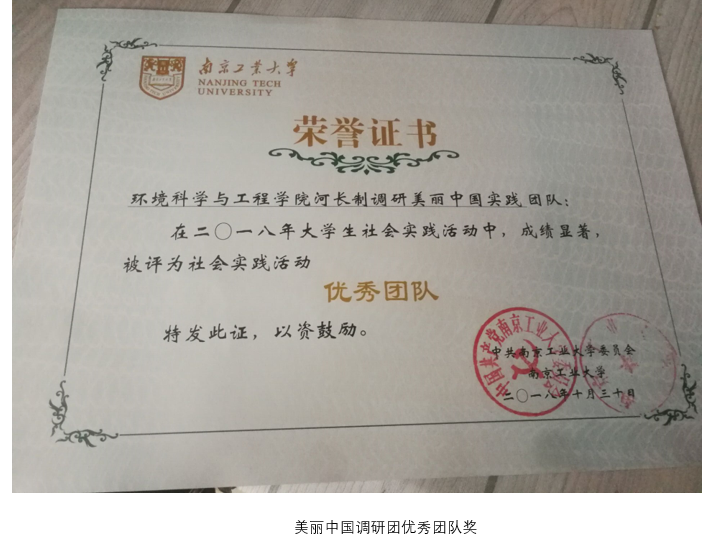 南京工业大学
NANJING TECH
UNIVERSITY
荣誉证书
环境科学与工程学院河长制调研美丽中国实践团队:
在二〇一八年大学生社会实践活动中,成绩显著,
被评为社会实践活动
优秀团队
特发此证,以资鼓励。
中共南京工业大学委员会
南京工业大学
二〇一八年十月三十日
美丽中国调研团优秀团队奖